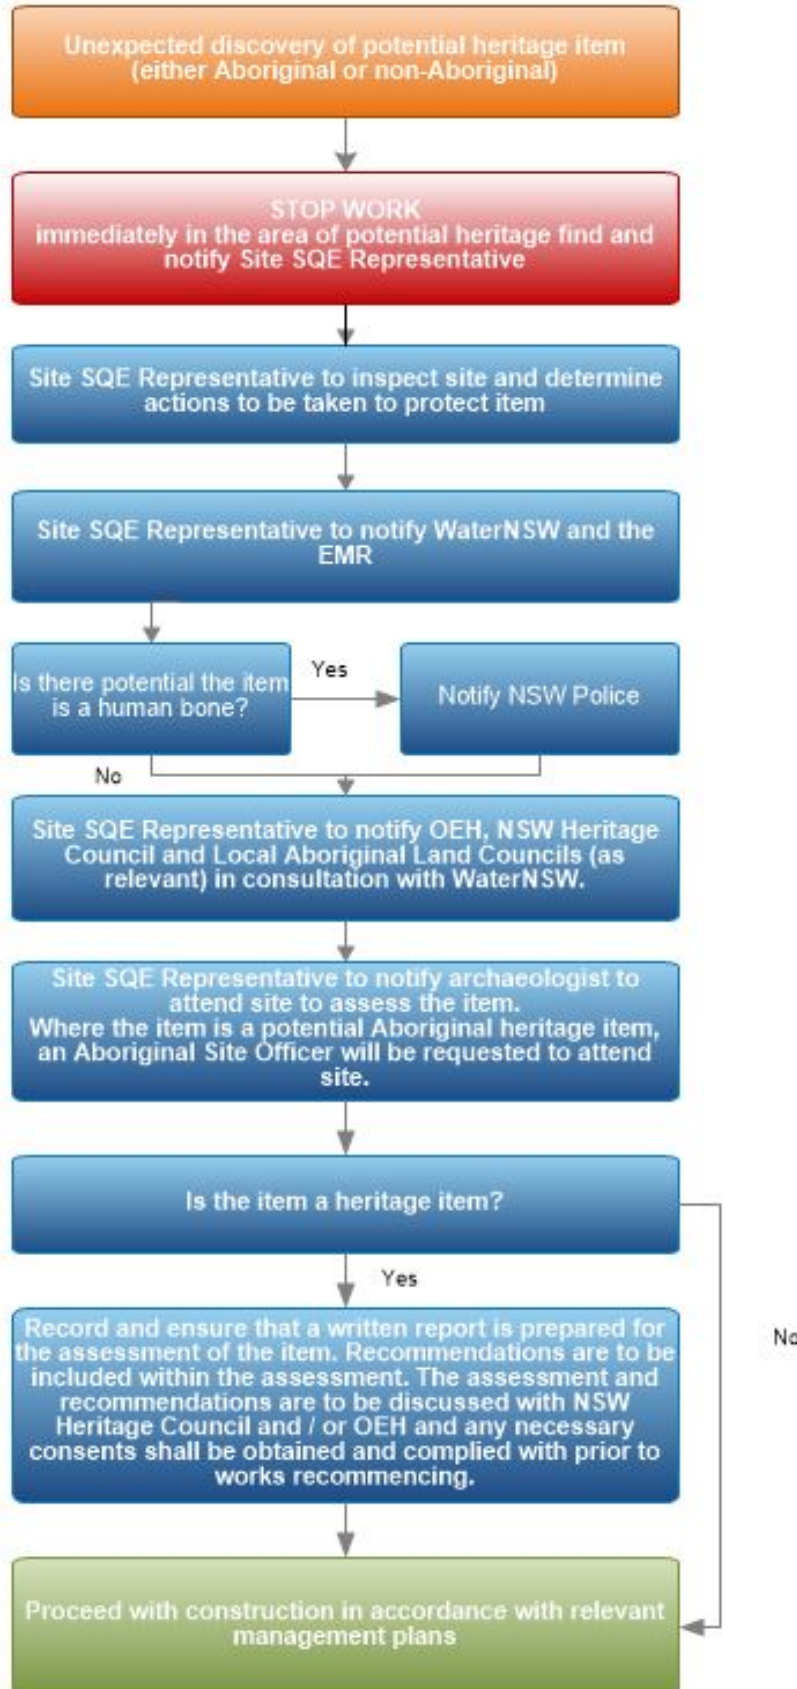 Unexpected discovery of potential heritage item
(either Aboriginal or non-Aboriginal)
STOP WORK
immediately in the area of potential heritage find and
notify Site SQE Representative
Site SQE Representative to inspect site and determine
actions to be taken to protect item
Site SQE Representative to notify WaterNSW and the
EMR
Is there potential the item
is a human bone?
Yes
Notify NSW Police
No
Site SQE Representative to notify OEH, NSW Heritage
Council and Local Aboriginal Land Councils (as
relevant) in consultation with WaterNSW.
Site SQE Representative to notify archaeologist to
attend site to assess the item.
Where the item is a potential Aboriginal heritage item,
an Aboriginal Site Officer will be requested to attend
site.
Is the item a heritage item?
Yes
Record and ensure that a written report is prepared for
the assessment of the item. Recommendations are to be
included within the assessment. The assessment and
recommendations are to be discussed with NSW
Heritage Council and / or OEH and any necessary
consents shall be obtained and complied with prior to
works recommencing.
No
Proceed with construction in accordance with relevant
management plans